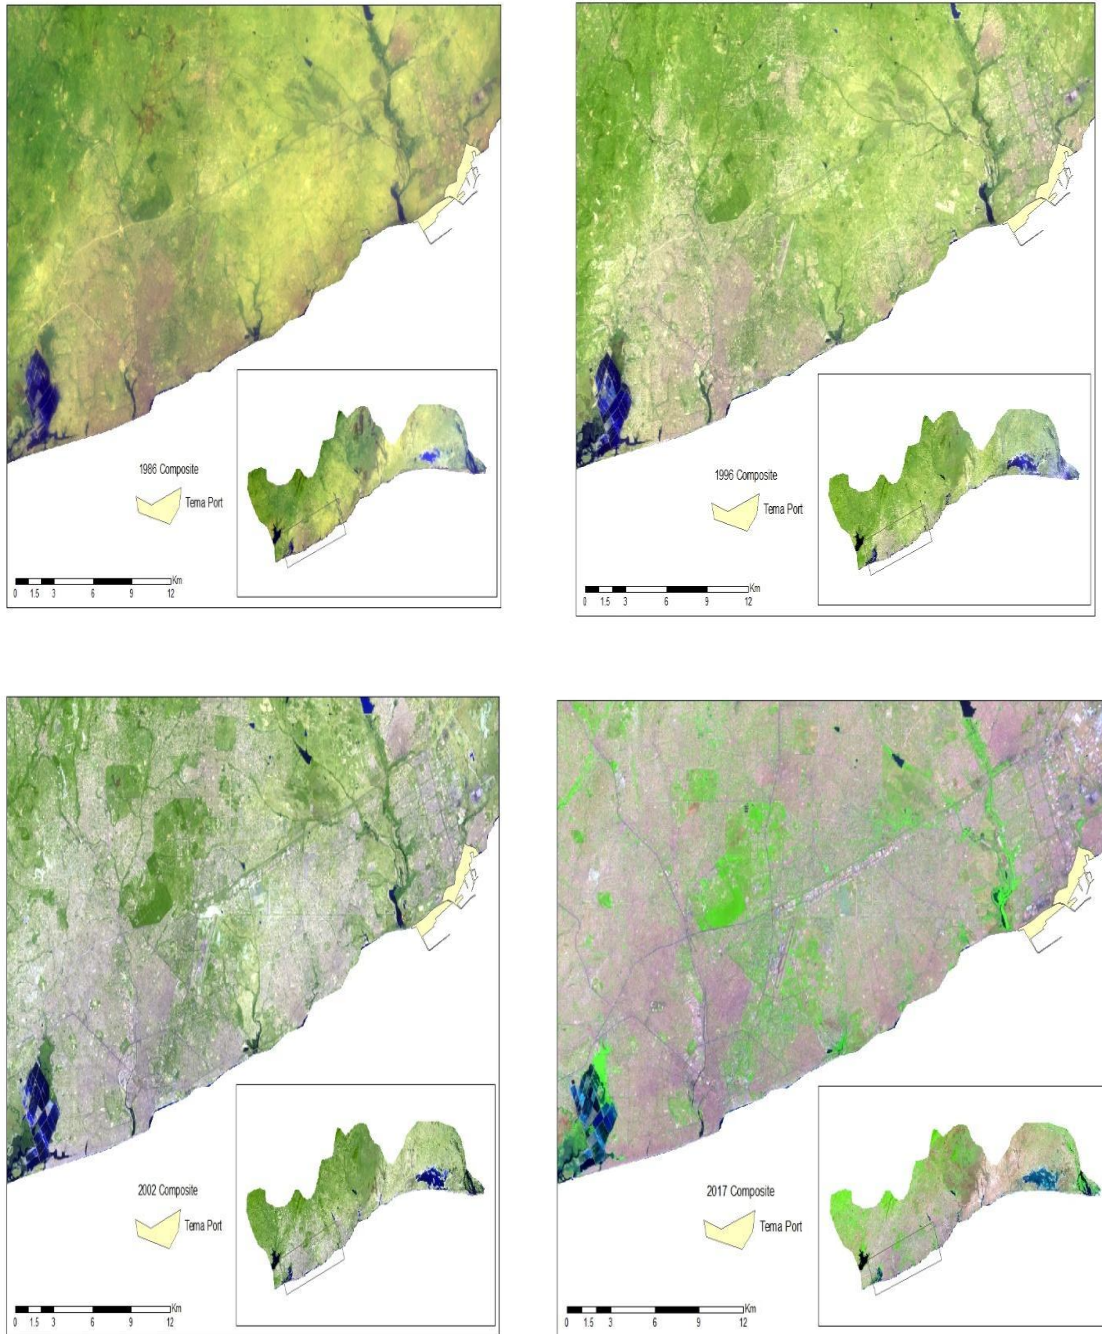 1986 Composite
Tema Port
Km
0 1.5 3 6 9 12
1996 Composite
Tema Port
Km
0 1.5 3 6 9 12
2002 Composite
Tema Port
Km
0 1.5 3 6 9 12
2017 Composite
Tema Port
Km
0 1.5 3 6 9 12